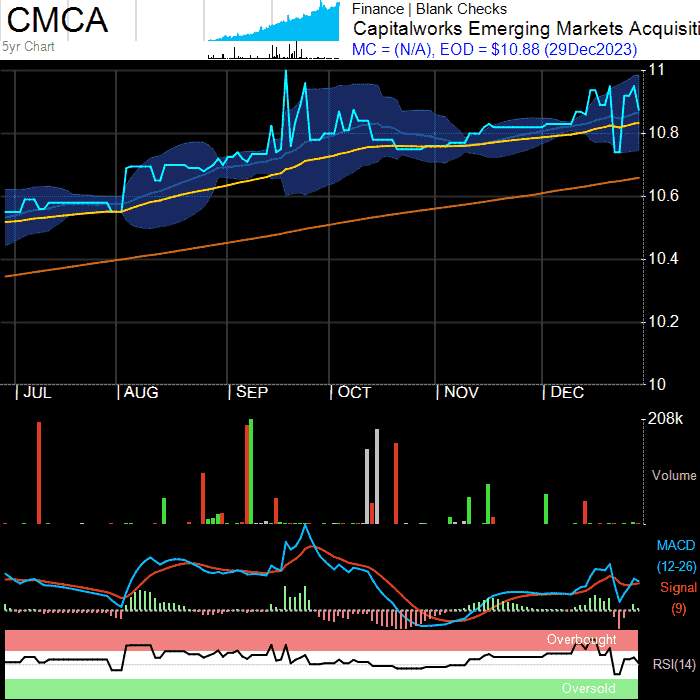 CMCA
5yr Chart
Finance | Blank Checks
Capitalworks Emerging Markets Acquisiti
MC = (N/A), EOD = $10.88 (29Dec2023)
11
10.8
10.6
10.4
10.2
10
JUL AUG SEP OCT NOV DEC
208k
Volume
MACD
(12-26)
Signal
(9)
Overbought
RSI(14)
Oversold